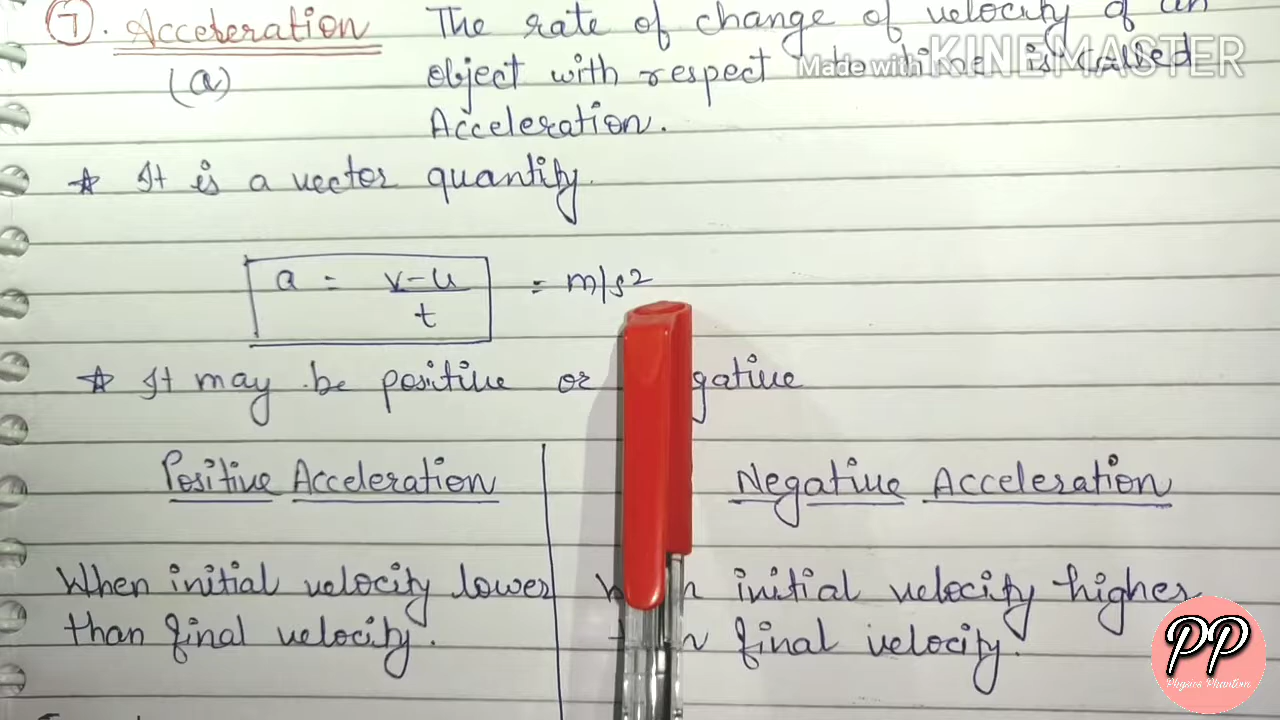 7. Acceleration The rate of change of velocity of an
(a) object with respect to time is called
Acceleration.
Made with KINEMASTER
☆ It is a vector quantity.
a = v-u / t = m/s²
☆ It may be positive or gative
Positive Acceleration Negative Acceleration
When initial velocity lower n initial velocity higher
than final velocity. n final velocity.
PP
Physics Phantom